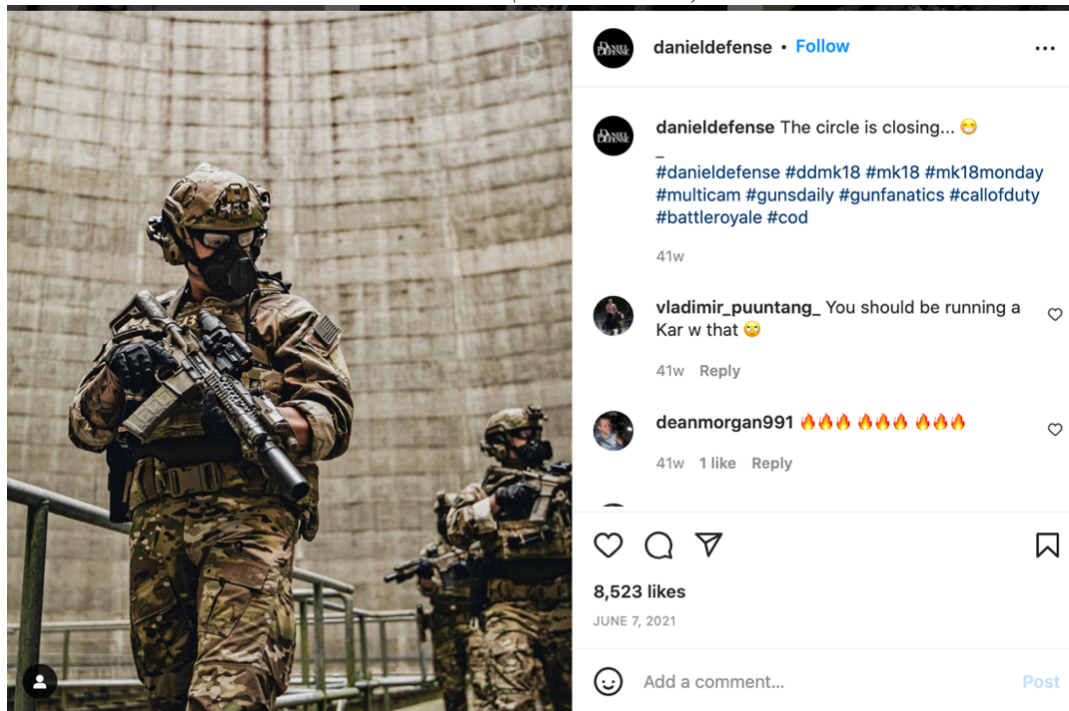 danieldefense • Follow
danieldefense The circle is closing... 😷
_
#danieldefense #ddmk18 #mk18 #mk18monday
#multicam #gunsdaily #gunfanatics #callofduty
#battleroyale #cod
41w
vladimir_puuntang_ You should be running a
Kar w that 🙄
41w Reply
deanmorgan991 🔥🔥🔥 🔥🔥🔥 🔥🔥🔥
41w 1 like Reply
8,523 likes
JUNE 7, 2021
Add a comment... Post